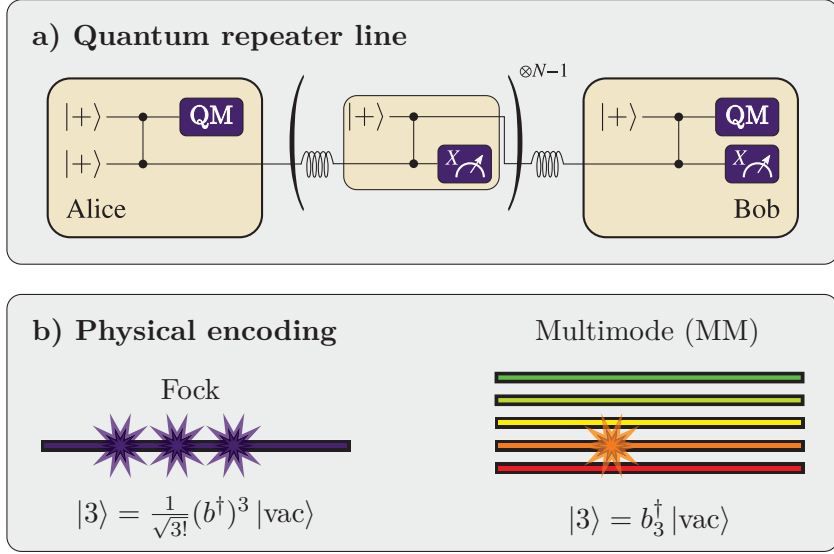 a) Quantum repeater line
⊗N−1
|+⟩ QM |+⟩ |+⟩ QM
|+⟩ X X
Alice Bob
b) Physical encoding
Multimode (MM)
Fock
|3⟩ = 1/√3! (b†)³ |vac⟩ |3⟩ = b†₃ |vac⟩